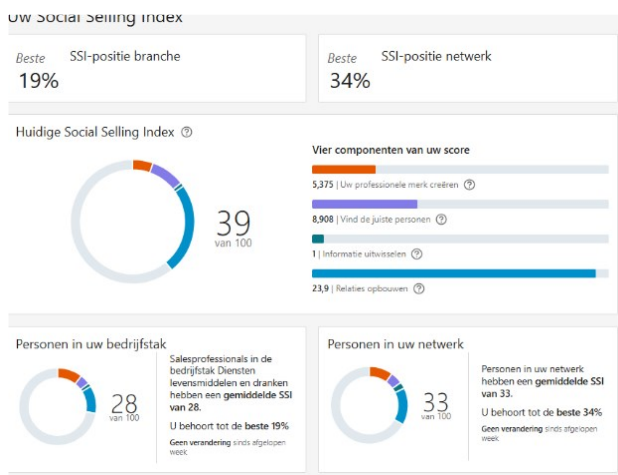 Uw Social Selling Index
Beste SSI-positie branche
19%
Beste SSI-positie netwerk
34%
Huidige Social Selling Index ?
39
van 100
Vier componenten van uw score
5,375 | Uw professionele merk creëren ?
8,908 | Vind de juiste personen ?
1 | Informatie uitwisselen ?
23,9 | Relaties opbouwen ?
Personen in uw bedrijfstak
28
van 100
Salesprofessionals in de
bedrijfstak Diensten
levensmiddelen en dranken
hebben een gemiddelde SSI
van 28.
U behoort tot de beste 19%
Geen verandering sinds afgelopen
week
Personen in uw netwerk
33
van 100
Personen in uw netwerk
hebben een gemiddelde SSI
van 33.
U behoort tot de beste 34%
Geen verandering sinds afgelopen
week